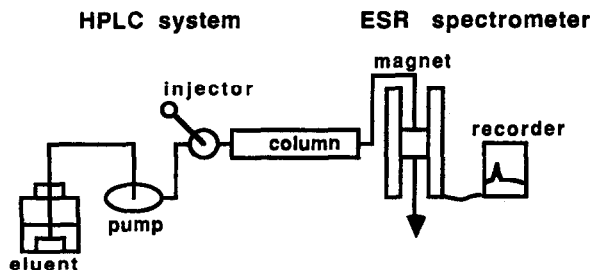 HPLC system
ESR spectrometer
magnet
injector
recorder
column
pump
eluent